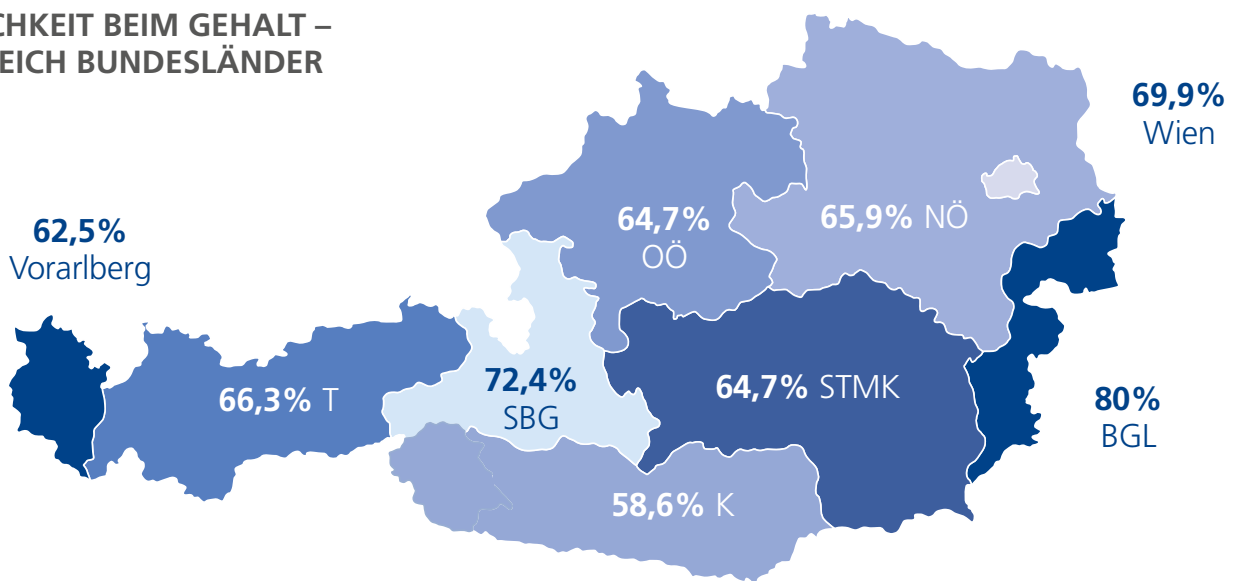 CHKEIT BEIM GEHALT –
EICH BUNDESLÄNDER
69,9%
Wien
62,5%
Vorarlberg
64,7%
OÖ
65,9% NÖ
66,3% T
72,4%
SBG
64,7% STMK
80%
BGL
58,6% K